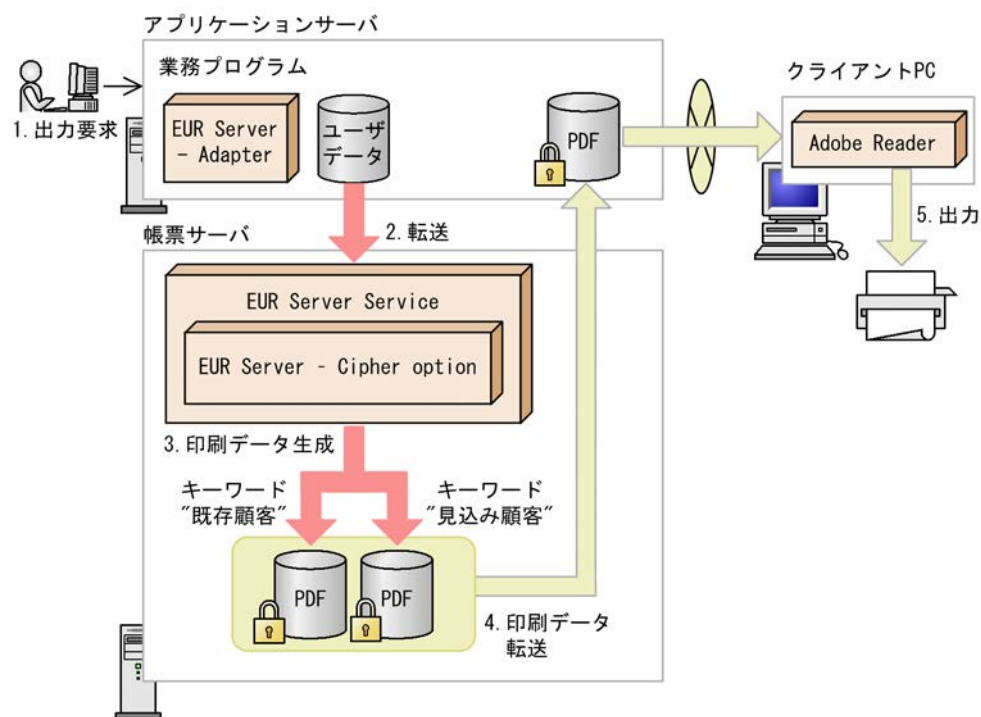 アプリケーションサーバ
業務プログラム
1.出力要求
EUR Server
- Adapter
ユーザ
データ
PDF
クライアントPC
Adobe Reader
2.転送
5.出力
帳票サーバ
EUR Server Service
EUR Server - Cipher option
3.印刷データ生成
キーワード
"既存顧客"
キーワード
"見込み顧客"
PDF
PDF
4.印刷データ
転送